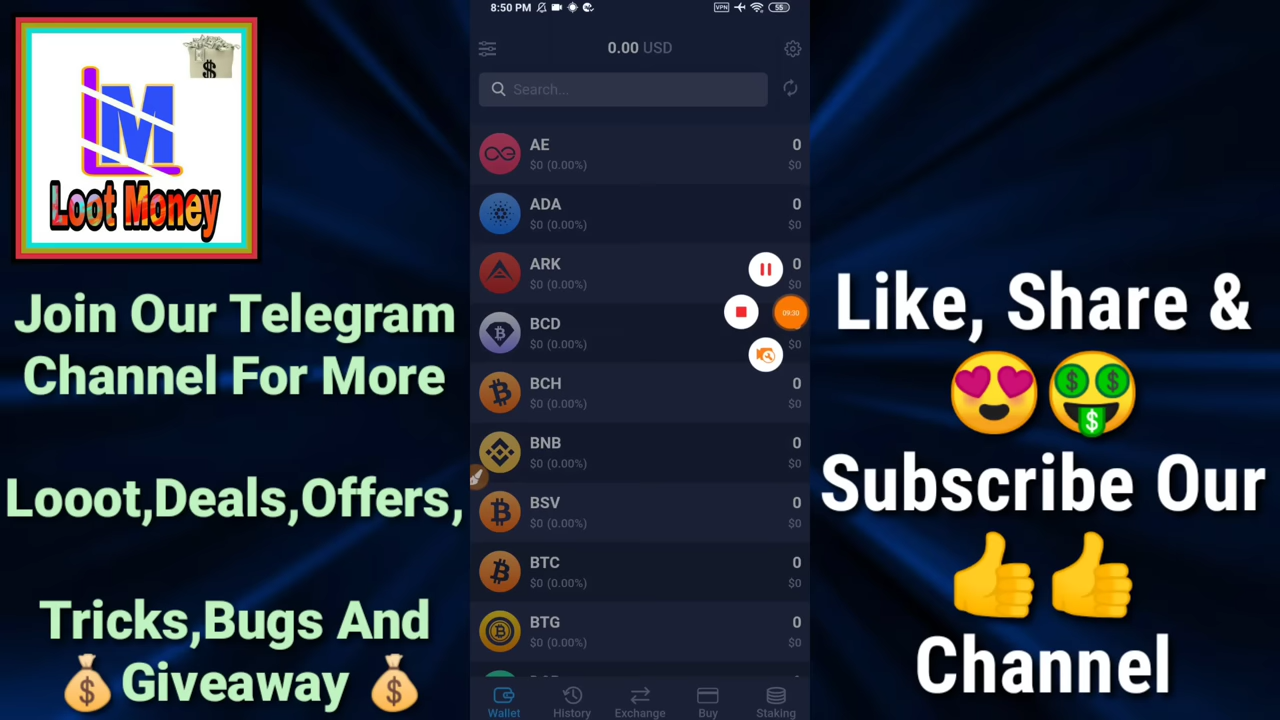 Loot Money
Join Our Telegram
Channel For More
Looot,Deals,Offers,
Tricks,Bugs And
Giveaway
8:50 PM
VPN
55
0.00 USD
Search...
AE
0
$0 (0.00%)
$0
ADA
0
$0 (0.00%)
$0
ARK
0
$0 (0.00%)
$0
BCD
$0 (0.00%)
$0
09:30
BCH
0
$0 (0.00%)
$0
BNB
0
$0 (0.00%)
$0
BSV
0
$0 (0.00%)
$0
BTC
0
$0 (0.00%)
$0
BTG
0
$0 (0.00%)
$0
Wallet
History
Exchange
Buy
Staking
Like, Share &
Subscribe Our
Channel